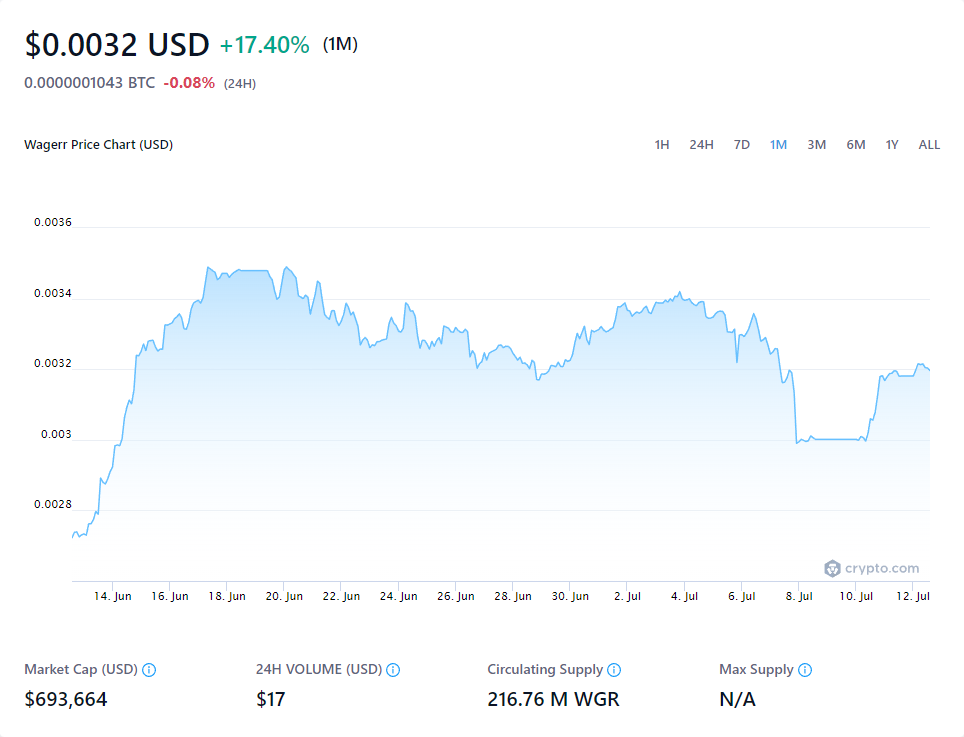 $0.0032 USD +17.40% (1M)
0.0000001043 BTC -0.08% (24H)
Wagerr Price Chart (USD) 1H 24H 7D 1M 3M 6M 1Y ALL
0.0036
0.0034
0.0032
0.003
0.0028
crypto.com
14. Jun 16. Jun 18. Jun 20. Jun 22. Jun 24. Jun 26. Jun 28. Jun 30. Jun 2. Jul 4. Jul 6. Jul 8. Jul 10. Jul 12. Jul
Market Cap (USD) 24H VOLUME (USD) Circulating Supply Max Supply
$693,664 $17 216.76 M WGR N/A